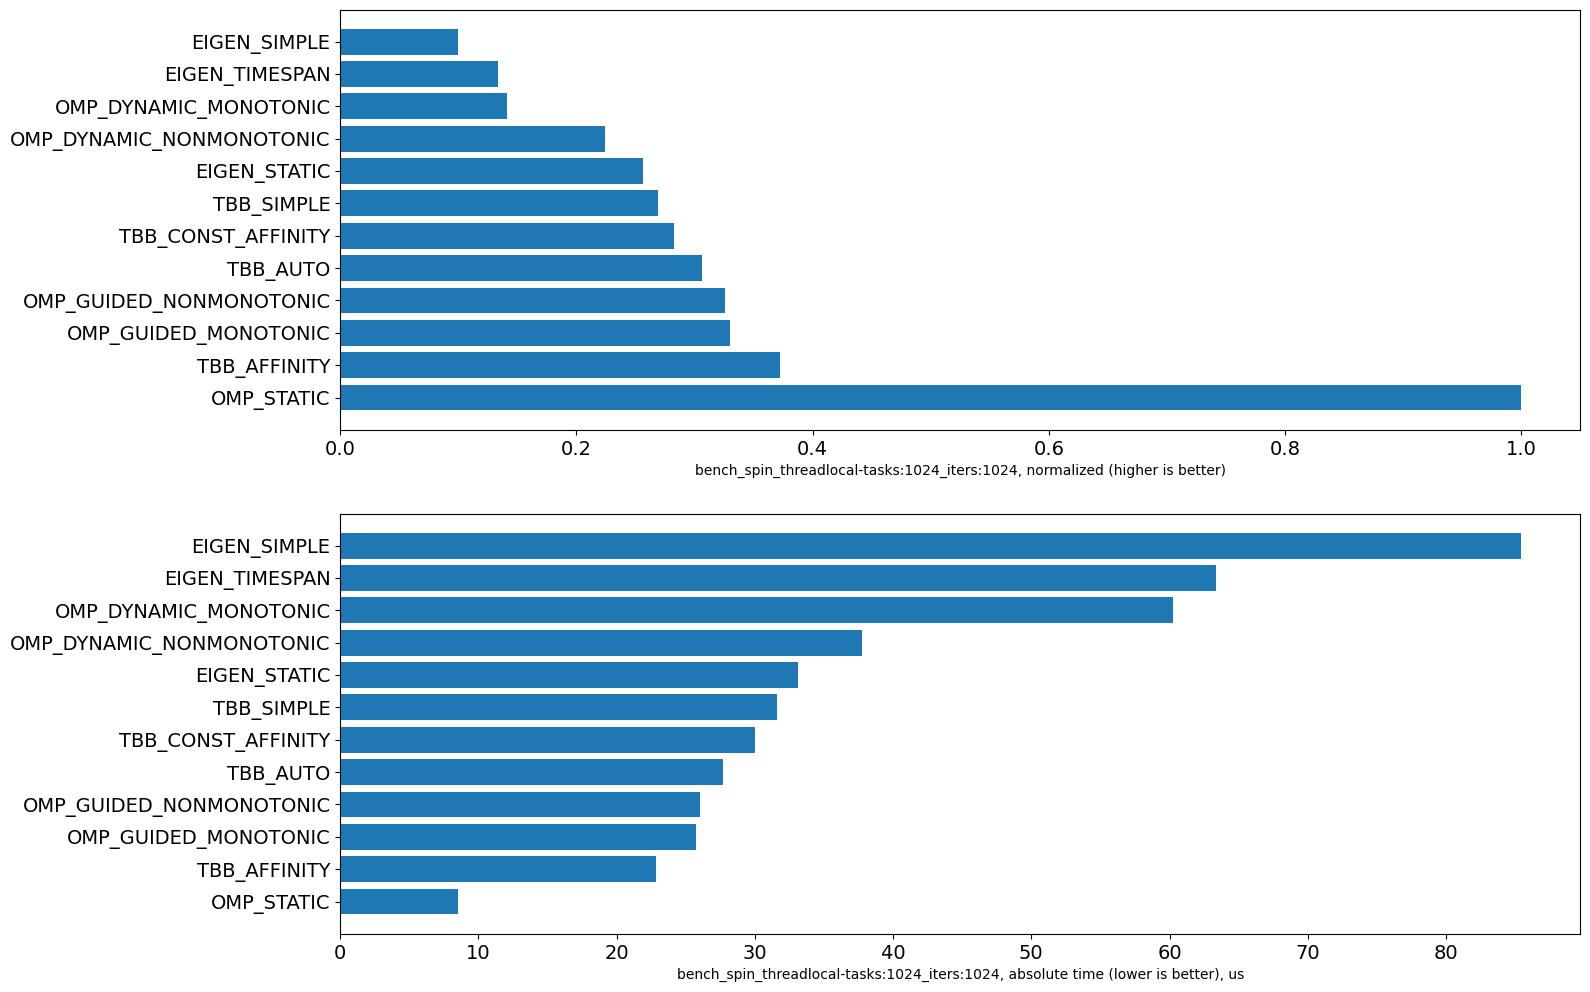 EIGEN_SIMPLE
EIGEN_TIMESPAN
OMP_DYNAMIC_MONOTONIC
OMP_DYNAMIC_NONMONOTONIC
EIGEN_STATIC
TBB_SIMPLE
TBB_CONST_AFFINITY
TBB_AUTO
OMP_GUIDED_NONMONOTONIC
OMP_GUIDED_MONOTONIC
TBB_AFFINITY
OMP_STATIC
0.0 0.2 0.4 0.6 0.8 1.0
bench_spin_threadlocal-tasks:1024_iters:1024, normalized (higher is better)
EIGEN_SIMPLE
EIGEN_TIMESPAN
OMP_DYNAMIC_MONOTONIC
OMP_DYNAMIC_NONMONOTONIC
EIGEN_STATIC
TBB_SIMPLE
TBB_CONST_AFFINITY
TBB_AUTO
OMP_GUIDED_NONMONOTONIC
OMP_GUIDED_MONOTONIC
TBB_AFFINITY
OMP_STATIC
0 10 20 30 40 50 60 70 80
bench_spin_threadlocal-tasks:1024_iters:1024, absolute time (lower is better), us